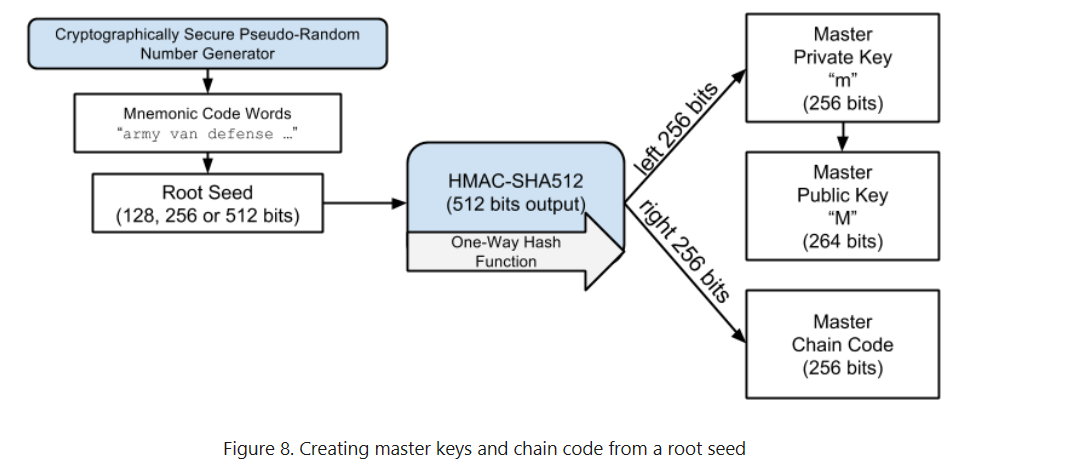 Cryptographically Secure Pseudo-Random
Number Generator
Mnemonic Code Words
“army van defense …”
Root Seed
(128, 256 or 512 bits)
HMAC-SHA512
(512 bits output)
One-Way Hash
Function
left 256 bits
right 256 bits
Master
Private Key
“m”
(256 bits)
Master
Public Key
“M”
(264 bits)
Master
Chain Code
(256 bits)
Figure 8. Creating master keys and chain code from a root seed